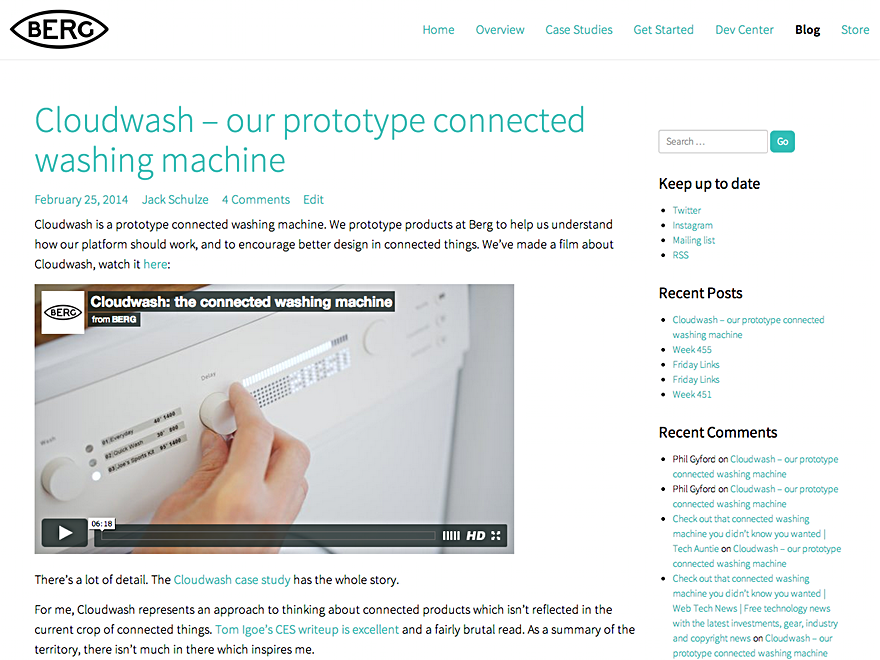 BERG
Home Overview Case Studies Get Started Dev Center Blog Store
Cloudwash – our prototype connected
washing machine
February 25, 2014 Jack Schulze 4 Comments Edit
Cloudwash is a prototype connected washing machine. We prototype products at Berg to help us understand
how our platform should work, and to encourage better design in connected things. We've made a film about
Cloudwash, watch it here:
BERG
Cloudwash: the connected washing machine
from BERG
Delay
Wash
01 Everyday 40° 1400
02 Quick Wash 30° 800
03 Joe's Sports Kit 95° 1400
06:18
HD
There's a lot of detail. The Cloudwash case study has the whole story.
For me, Cloudwash represents an approach to thinking about connected products which isn't reflected in the
current crop of connected things. Tom Igoe's CES writeup is excellent and a fairly brutal read. As a summary of the
territory, there isn't much in there which inspires me.
Search …
Go
Keep up to date
Twitter
Instagram
Mailing list
RSS
Recent Posts
Cloudwash – our prototype connected
washing machine
Week 455
Friday Links
Friday Links
Week 451
Recent Comments
Phil Gyford on Cloudwash – our prototype
connected washing machine
Phil Gyford on Cloudwash – our prototype
connected washing machine
Check out that connected washing
machine you didn't know you wanted |
Tech Auntie on Cloudwash – our prototype
connected washing machine
Check out that connected washing
machine you didn't know you wanted |
Web Tech News | Free technology news
with the latest investments, gear, industry
and copyright news on Cloudwash – our
prototype connected washing machine